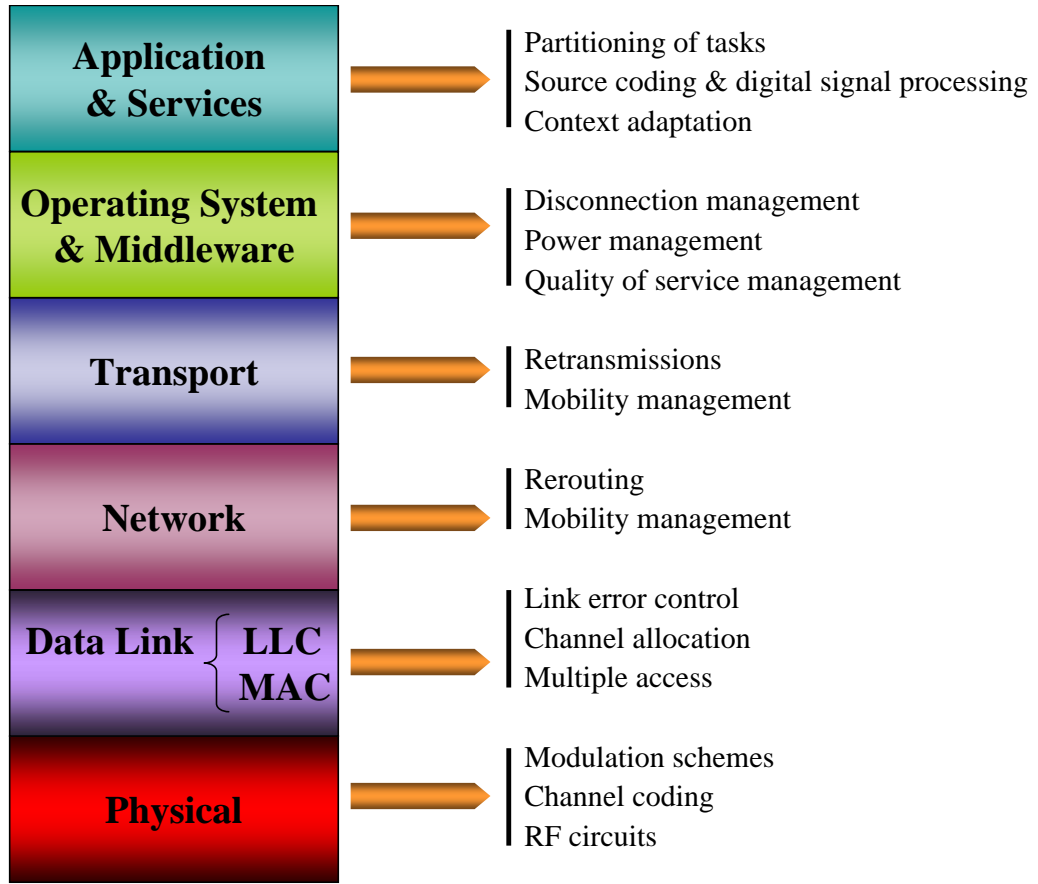 Application
& Services
Partitioning of tasks
Source coding & digital signal processing
Context adaptation
Operating System
& Middleware
Disconnection management
Power management
Quality of service management
Transport
Retransmissions
Mobility management
Network
Rerouting
Mobility management
Data Link
LLC
MAC
Link error control
Channel allocation
Multiple access
Physical
Modulation schemes
Channel coding
RF circuits